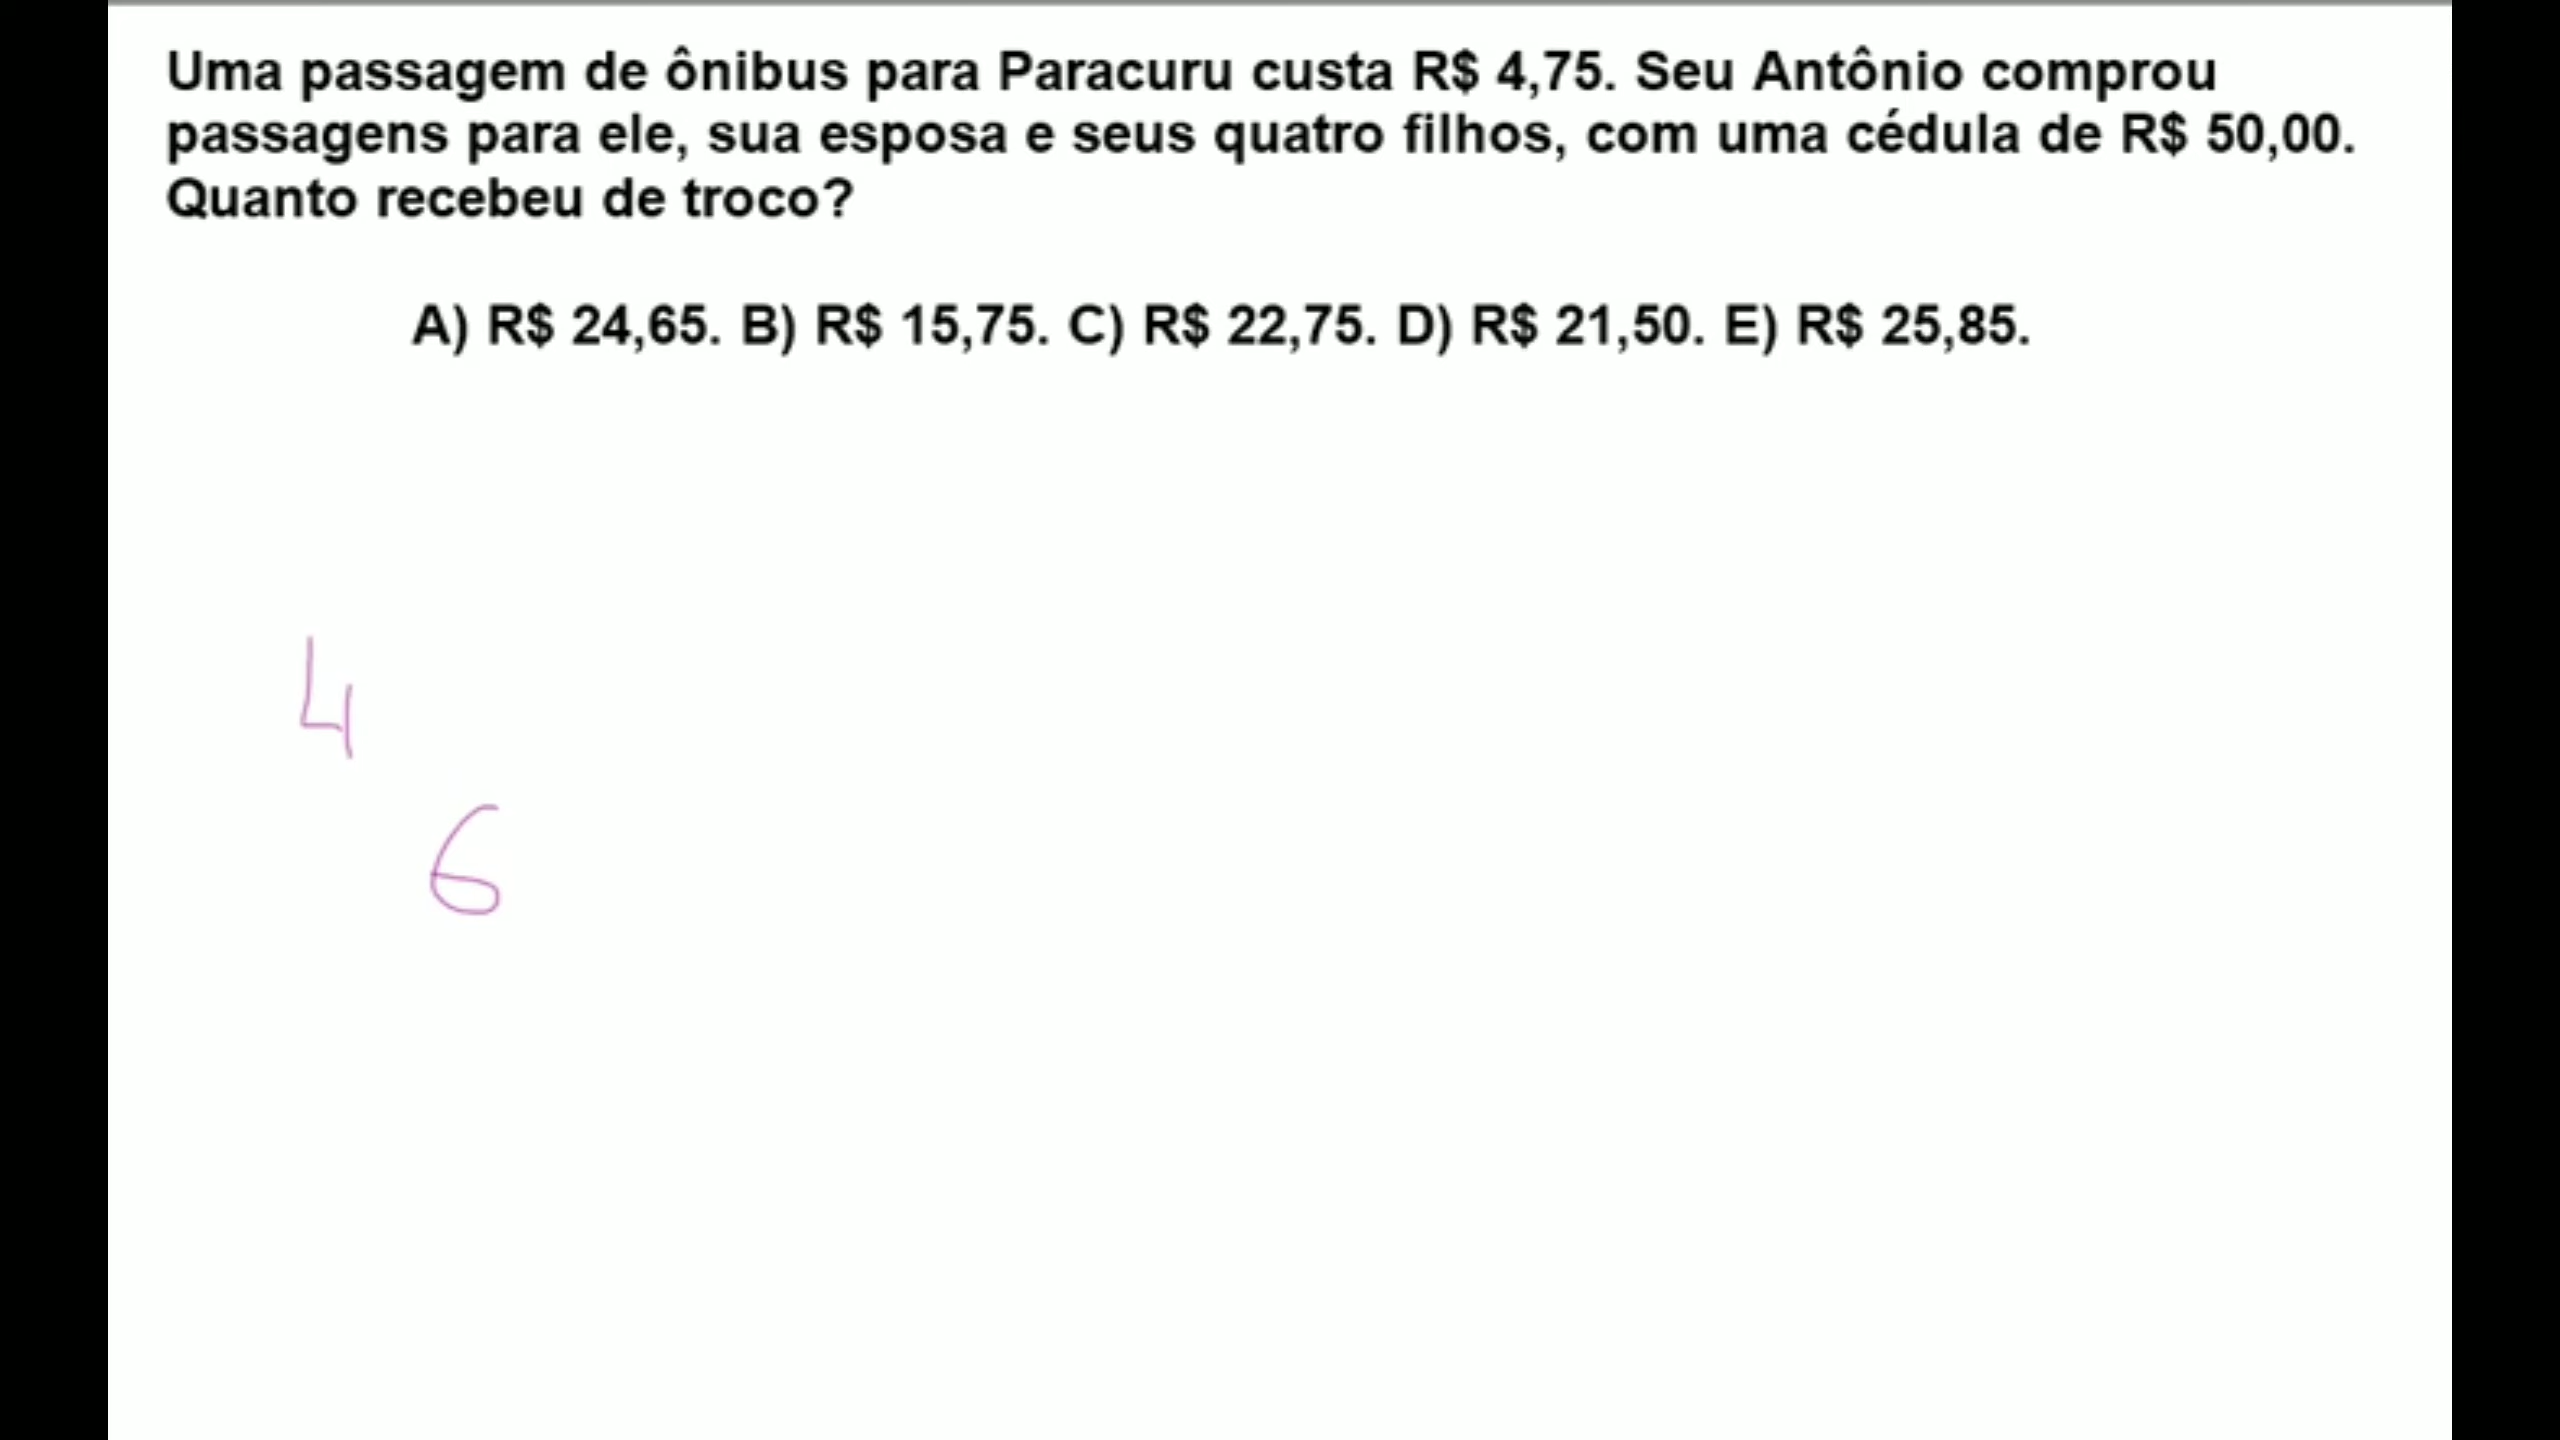 Uma passagem de ônibus para Paracuru custa R$ 4,75. Seu Antônio comprou
passagens para ele, sua esposa e seus quatro filhos, com uma cédula de R$ 50,00.
Quanto recebeu de troco?
A) R$ 24,65. B) R$ 15,75. C) R$ 22,75. D) R$ 21,50. E) R$ 25,85.
4
6